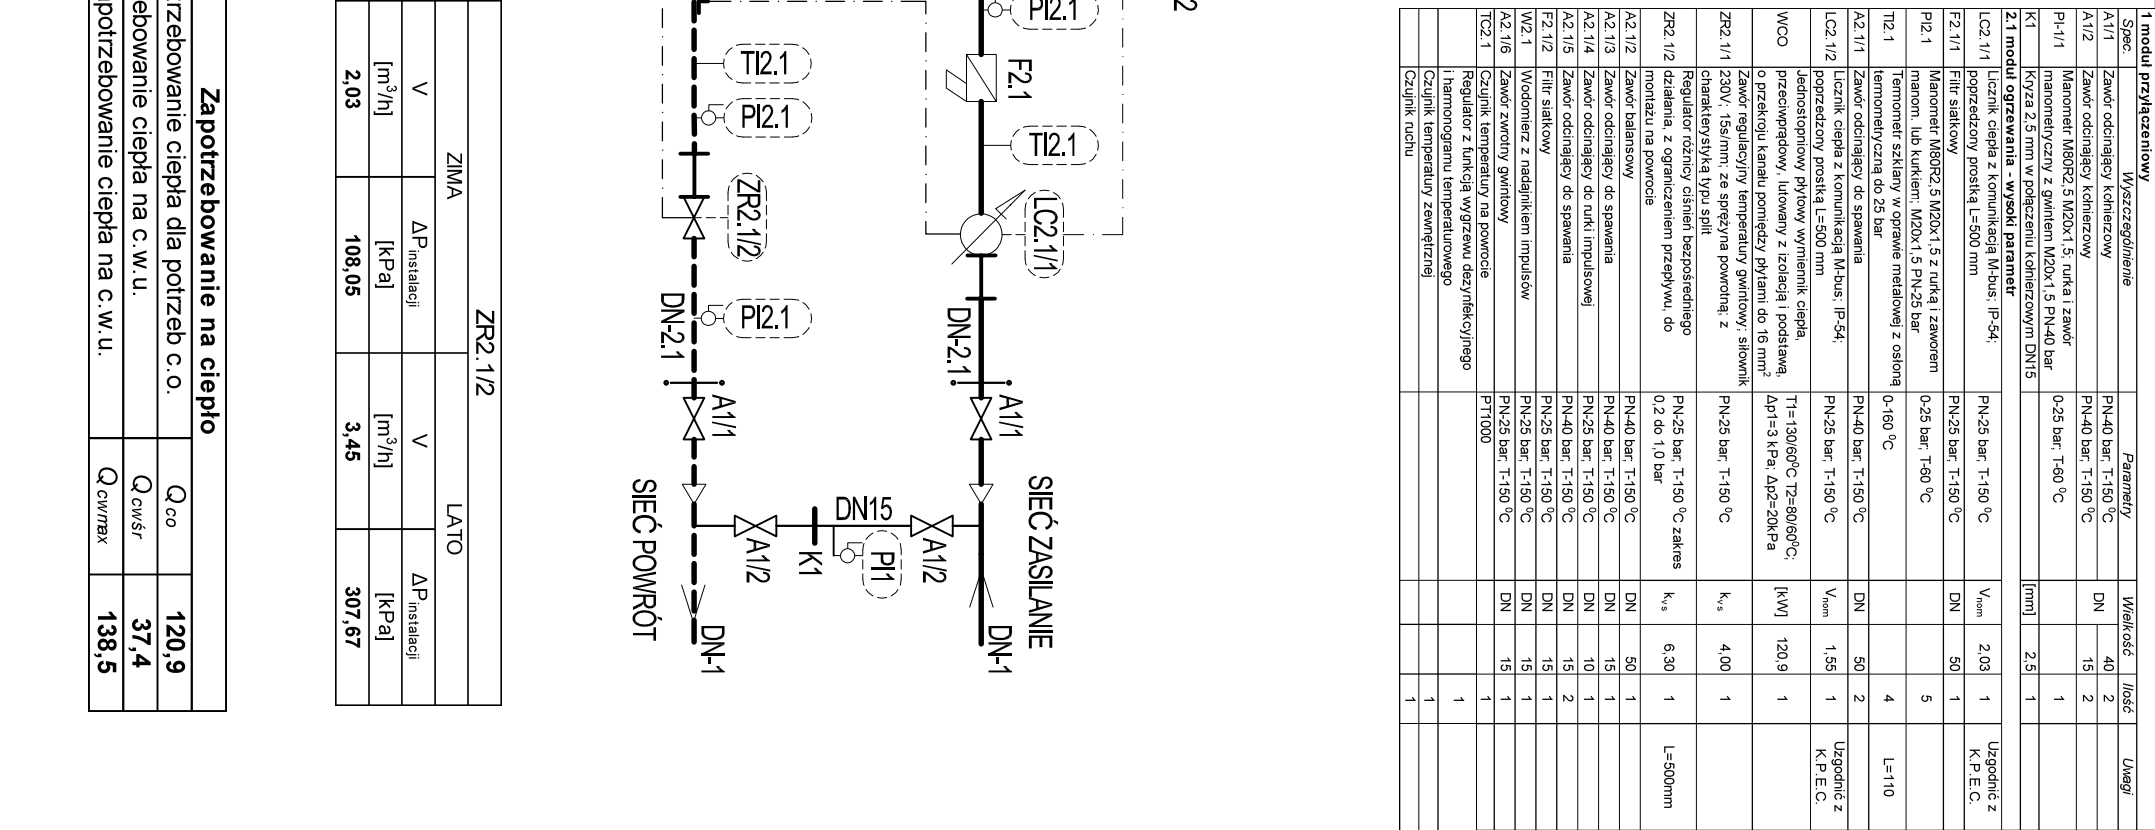 1 moduł przyłączeniowy
Spec. Wyszczególnienie Parametry Wielkość Ilość Uwagi
A1/1 Zawór odcinający kołnierzowy PN-40 bar; T-150 °C DN 40 2
A1/2 Zawór odcinający kołnierzowy PN-40 bar; T-150 °C 15 2
PI-1/1 Manometr M80R2,5 M20x1,5; rurka i zawór
manometryczny z gwintem M20x1,5 PN-40 bar 0-25 bar; T-60 °C 1
K1 Kryza 2,5 mm w połączeniu kołnierzowym DN15 [mm] 2,5 1
2.1 moduł ogrzewania - wysoki parametr
LC2.1/1 Licznik ciepła z komunikacją M-bus; IP-54;
poprzedzony prostką L=500 mm PN-25 bar; T-150 °C Vnom 2,03 1 Uzgodnić z
K.P.E.C.
F2.1/1 Filtr siatkowy PN-25 bar; T-150 °C DN 50 1
PI2.1 Manometr M80R2,5 M20x1,5 z rurką i zaworem
manom. lub kurkiem; M20x1,5 PN-25 bar 0-25 bar; T-60 °C 5
TI2.1 Termometr szklany w oprawie metalowej z osłoną
termometryczną do 25 bar 0-160 °C 4 L=110
A2.1/1 Zawór odcinający do spawania PN-40 bar; T-150 °C DN 50 2
LC2.1/2 Licznik ciepła z komunikacją M-bus; IP-54;
poprzedzony prostką L=500 mm PN-25 bar; T-150 °C Vnom 1,55 1 Uzgodnić z
K.P.E.C.
WCO Jednostopniowy płytowy wymiennik ciepła,
przeciwprądowy, lutowany z izolacją i podstawą,
o przekroju kanału pomiędzy płytami do 16 mm² T1=130/60°C T2=80/60°C;
Δp1=3 kPa; Δp2=20kPa [kW] 120,9 1
ZR2.1/1 Zawór regulacyjny temperatury gwintowy; siłownik
230V; 15s/mm; ze sprężyna powrotną; z
charakterystyką typu split PN-25 bar; T-150 °C kvs 4,00 1
ZR2.1/2 Regulator różnicy ciśnień bezpośredniego
działania, z ograniczeniem przepływu, do
montażu na powrocie PN-25 bar; T-150 °C zakres
0,2 do 1,0 bar kvs 6,30 1 L=500mm
A2.1/2 Zawór balansowy PN-40 bar; T-150 °C DN 50 1
A2.1/3 Zawór odcinający do spawania PN-40 bar; T-150 °C DN 15 1
A2.1/4 Zawór odcinający do rurki impulsowej PN-25 bar; T-150 °C DN 10 1
A2.1/5 Zawór odcinający do spawania PN-40 bar; T-150 °C DN 15 2
F2.1/2 Filtr siatkowy PN-25 bar; T-150 °C DN 15 1
W2.1 Wodomierz z nadajnikiem impulsów PN-25 bar; T-150 °C DN 15 1
A2.1/6 Zawór zwrotny gwintowy PN-25 bar; T-150 °C DN 15 1
TC2.1 Czujnik temperatury na powrocie PT1000 1
Regulator z funkcją wygrzewu dezynfekcyjnego
i harmonogramu temperaturowego 1
Czujnik temperatury zewnętrznej 1
Czujnik ruchu 1
2
PI2.1
F2.1
TI2.1
LC2.1/1
DN-2.1
A1/1
SIEĆ ZASILANIE
DN-1
A1/2
PI1
DN15
K1
A1/2
TI2.1
PI2.1
ZR2.1/2
PI2.1
DN-2.1
A1/1
SIEĆ POWRÓT
DN-1
ZR2.1/2
ZIMA LATO
V ΔPinstalacji V ΔPinstalacji
[m³/h] [kPa] [m³/h] [kPa]
2,03 108,05 3,45 307,67
Zapotrzebowanie na ciepło
rzebowanie ciepła dla potrzeb c.o. Qco 120,9
ebowanie ciepła na c.w.u. Qcwśr 37,4
potrzebowanie ciepła na c.w.u. Qcwmax 138,5